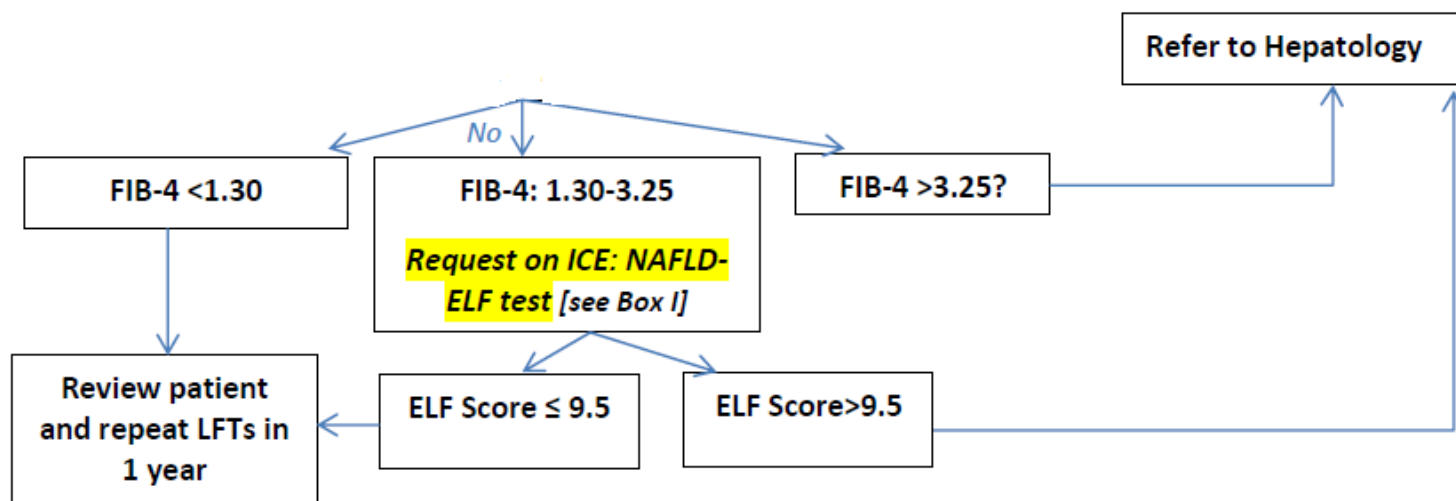 Refer to Hepatology
No
FIB-4 <1.30
FIB-4: 1.30-3.25
Request on ICE: NAFLD-
ELF test [see Box I]
FIB-4 >3.25?
Review patient
and repeat LFTs in
1 year
ELF Score ≤ 9.5
ELF Score>9.5